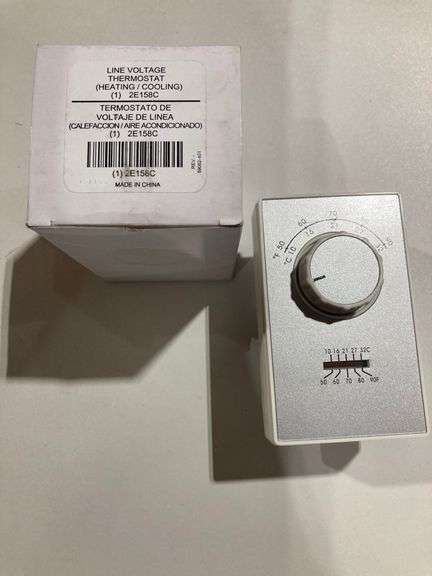 LINE VOLTAGE
THERMOSTAT
(HEATING / COOLING)
(1) 2E158C
TERMOSTATO DE
VOLTAJE DE LINEA
(CALEFACCION / AIRE ACONDICIONADO)
(1) 2E158C
(1) 2E158C
MADE IN CHINA
REV.-
°F 50 60 70
°C 10 16 21
10 16 21 27 32C
50 60 70 80 90F